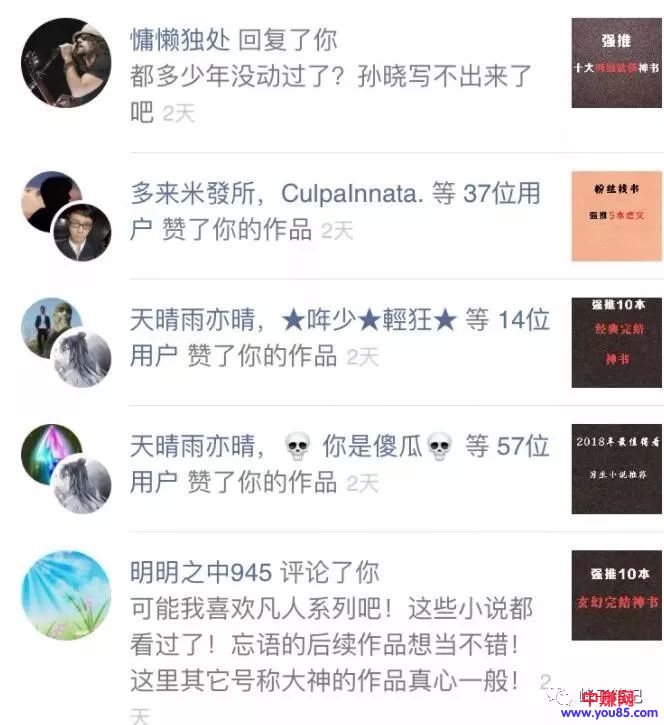 慵懒独处 回复了你
都多少年没动过了？孙晓写不出来了
吧 2天
强推
十大
神书
多来米發所，CulpaInnata. 等 37位用
户 赞了你的作品 2天
粉丝找书
强推5本虐文
天晴雨亦晴，★哖少★輕狂★ 等 14位
用户 赞了你的作品 2天
强推10本
经典完结
神书
天晴雨亦晴，💀 你是傻瓜💀 等 57位
用户 赞了你的作品 2天
2018年最值得看
男生小说推荐
明明之中945 评论了你
可能我喜欢凡人系列吧！这些小说都
看过了！忘语的后续作品想当不错！
这里其它号称大神的作品真心一般！ 2
天
强推10本
玄幻完结神书
中赚网
www.you85.com